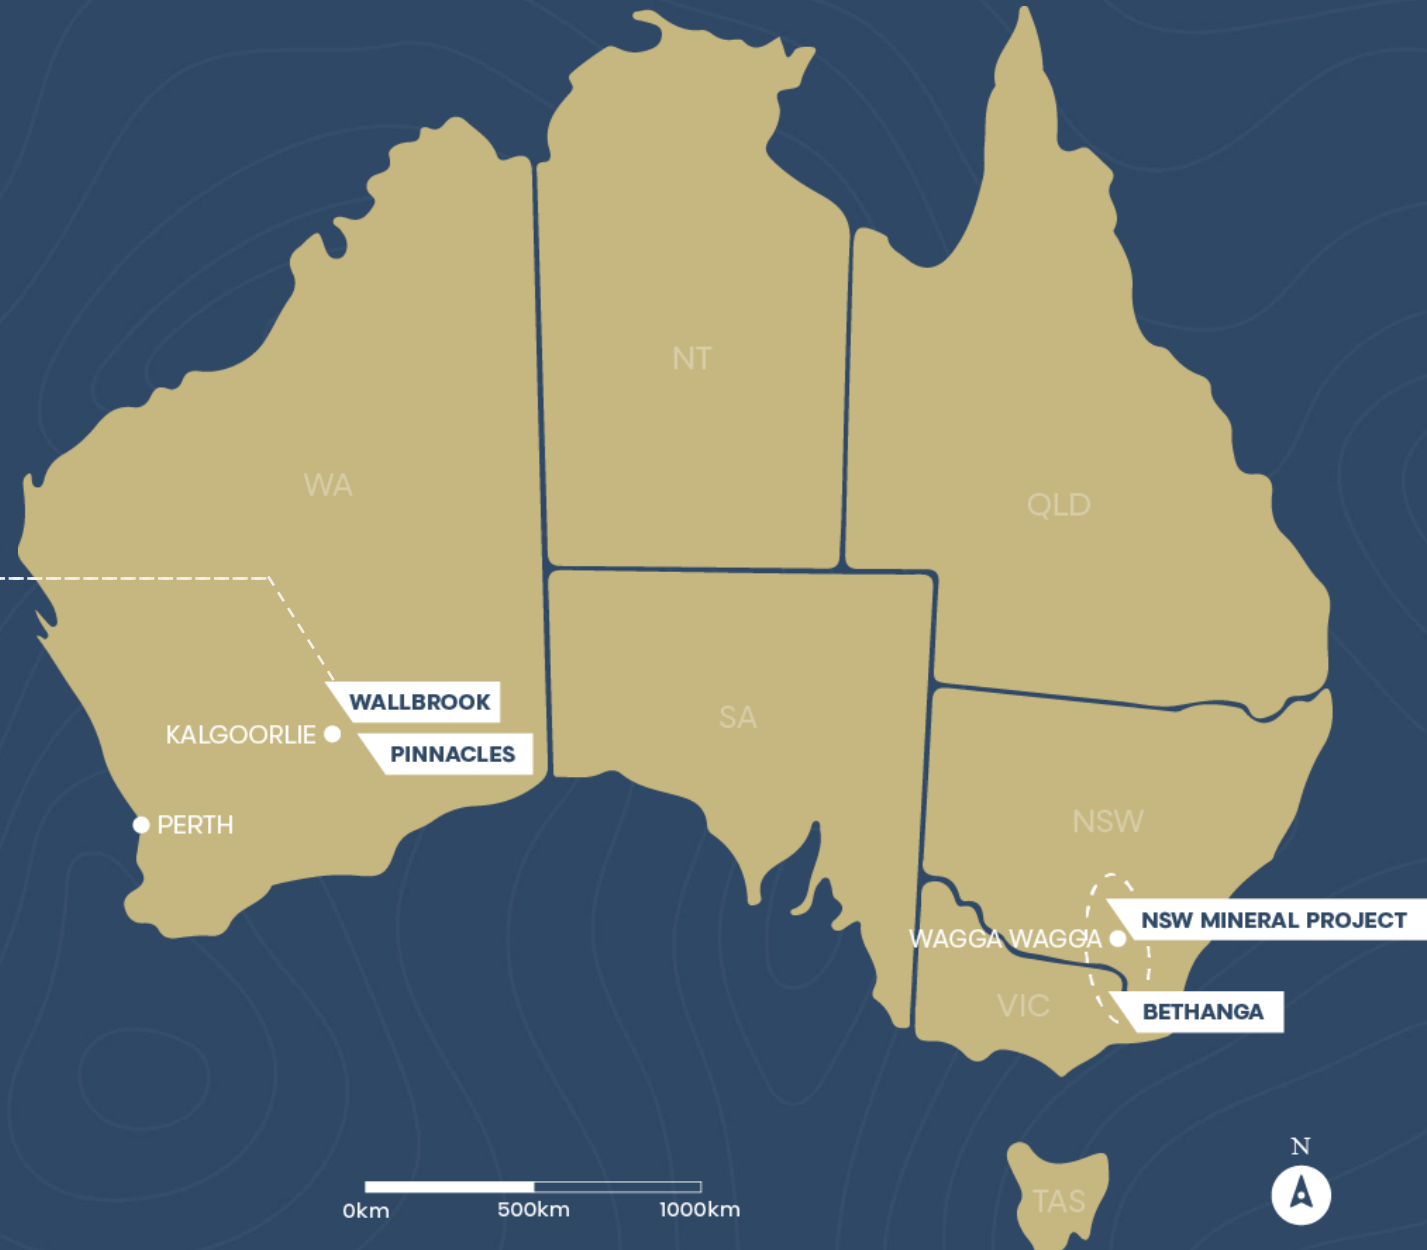 NT
WA
QLD
WALLBROOK
SA
KALGOORLIE
PINNACLES
NSW
PERTH
NSW MINERAL PROJECT
WAGGA WAGGA
VIC
BETHANGA
N
TAS
0km 500km 1000km